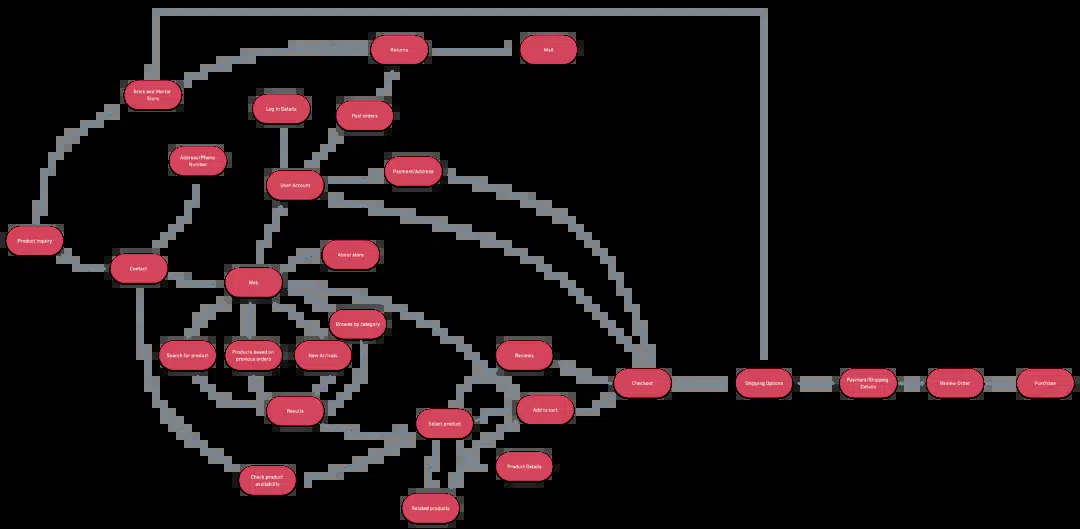 Returns
Mail
Brick and Mortar
Store
Log In Details
Past orders
Address/Phone
Number
Payment/Address
User Account
Product Inquiry
About store
Contact
Web
Browse by category
Search for product
Products based on
previous orders
New Arrivals
Reviews
Checkout
Shipping Options
Payment/Shipping
Details
Review Order
Purchase
Results
Add to cart
Select product
Product Details
Check product
availability
Related products